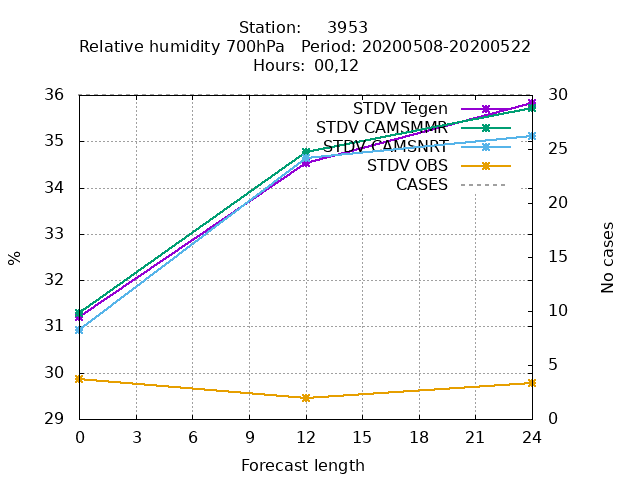 Station: 3953
Relative humidity 700hPa Period: 20200508-20200522
Hours: 00,12
36
35
34
33
32
31
30
29
%
STDV Tegen
STDV CAMSMMR
STDV CAMSNRT
STDV OBS
CASES
30
25
20
15
10
5
0
No cases
0 3 6 9 12 15 18 21 24
Forecast length